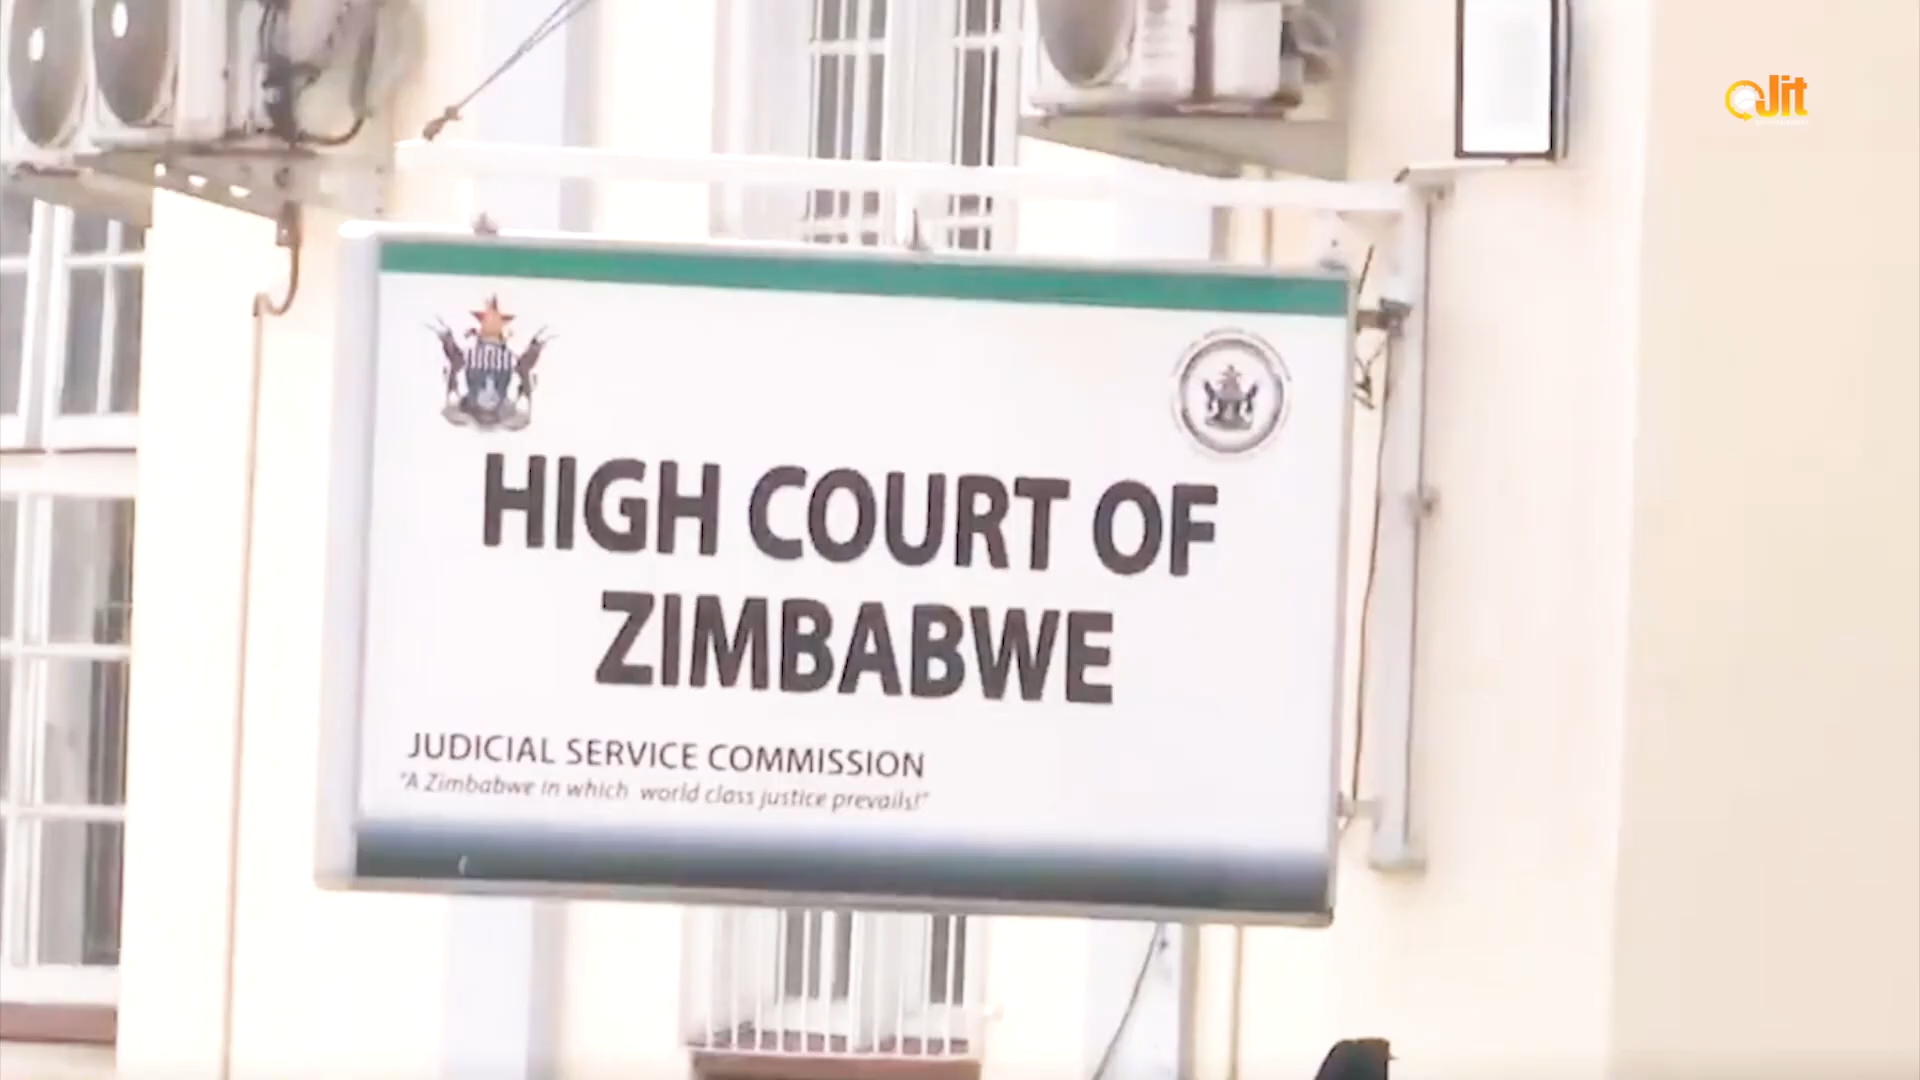 Jit
HIGH COURT OF
ZIMBABWE
JUDICIAL SERVICE COMMISSION
"A Zimbabwe in which world class justice prevails!"